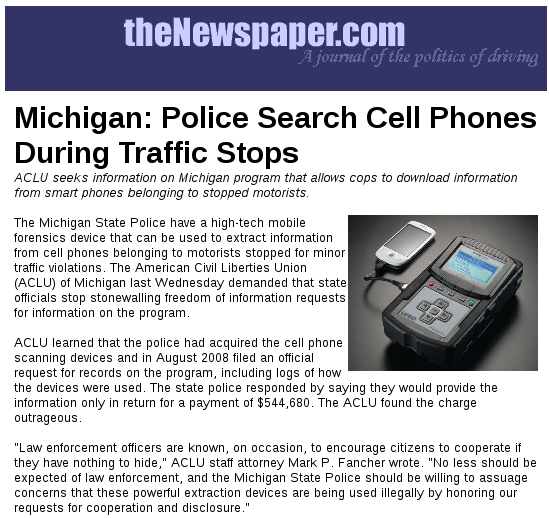 theNewspaper.com
A journal of the politics of driving
Michigan: Police Search Cell Phones
During Traffic Stops
ACLU seeks information on Michigan program that allows cops to download information
from smart phones belonging to stopped motorists.
The Michigan State Police have a high-tech mobile
forensics device that can be used to extract information
from cell phones belonging to motorists stopped for minor
traffic violations. The American Civil Liberties Union
(ACLU) of Michigan last Wednesday demanded that state
officials stop stonewalling freedom of information requests
for information on the program.
ACLU learned that the police had acquired the cell phone
scanning devices and in August 2008 filed an official
request for records on the program, including logs of how
the devices were used. The state police responded by saying they would provide the
information only in return for a payment of $544,680. The ACLU found the charge
outrageous.
"Law enforcement officers are known, on occasion, to encourage citizens to cooperate if
they have nothing to hide," ACLU staff attorney Mark P. Fancher wrote. "No less should be
expected of law enforcement, and the Michigan State Police should be willing to assuage
concerns that these powerful extraction devices are being used illegally by honoring our
requests for cooperation and disclosure."